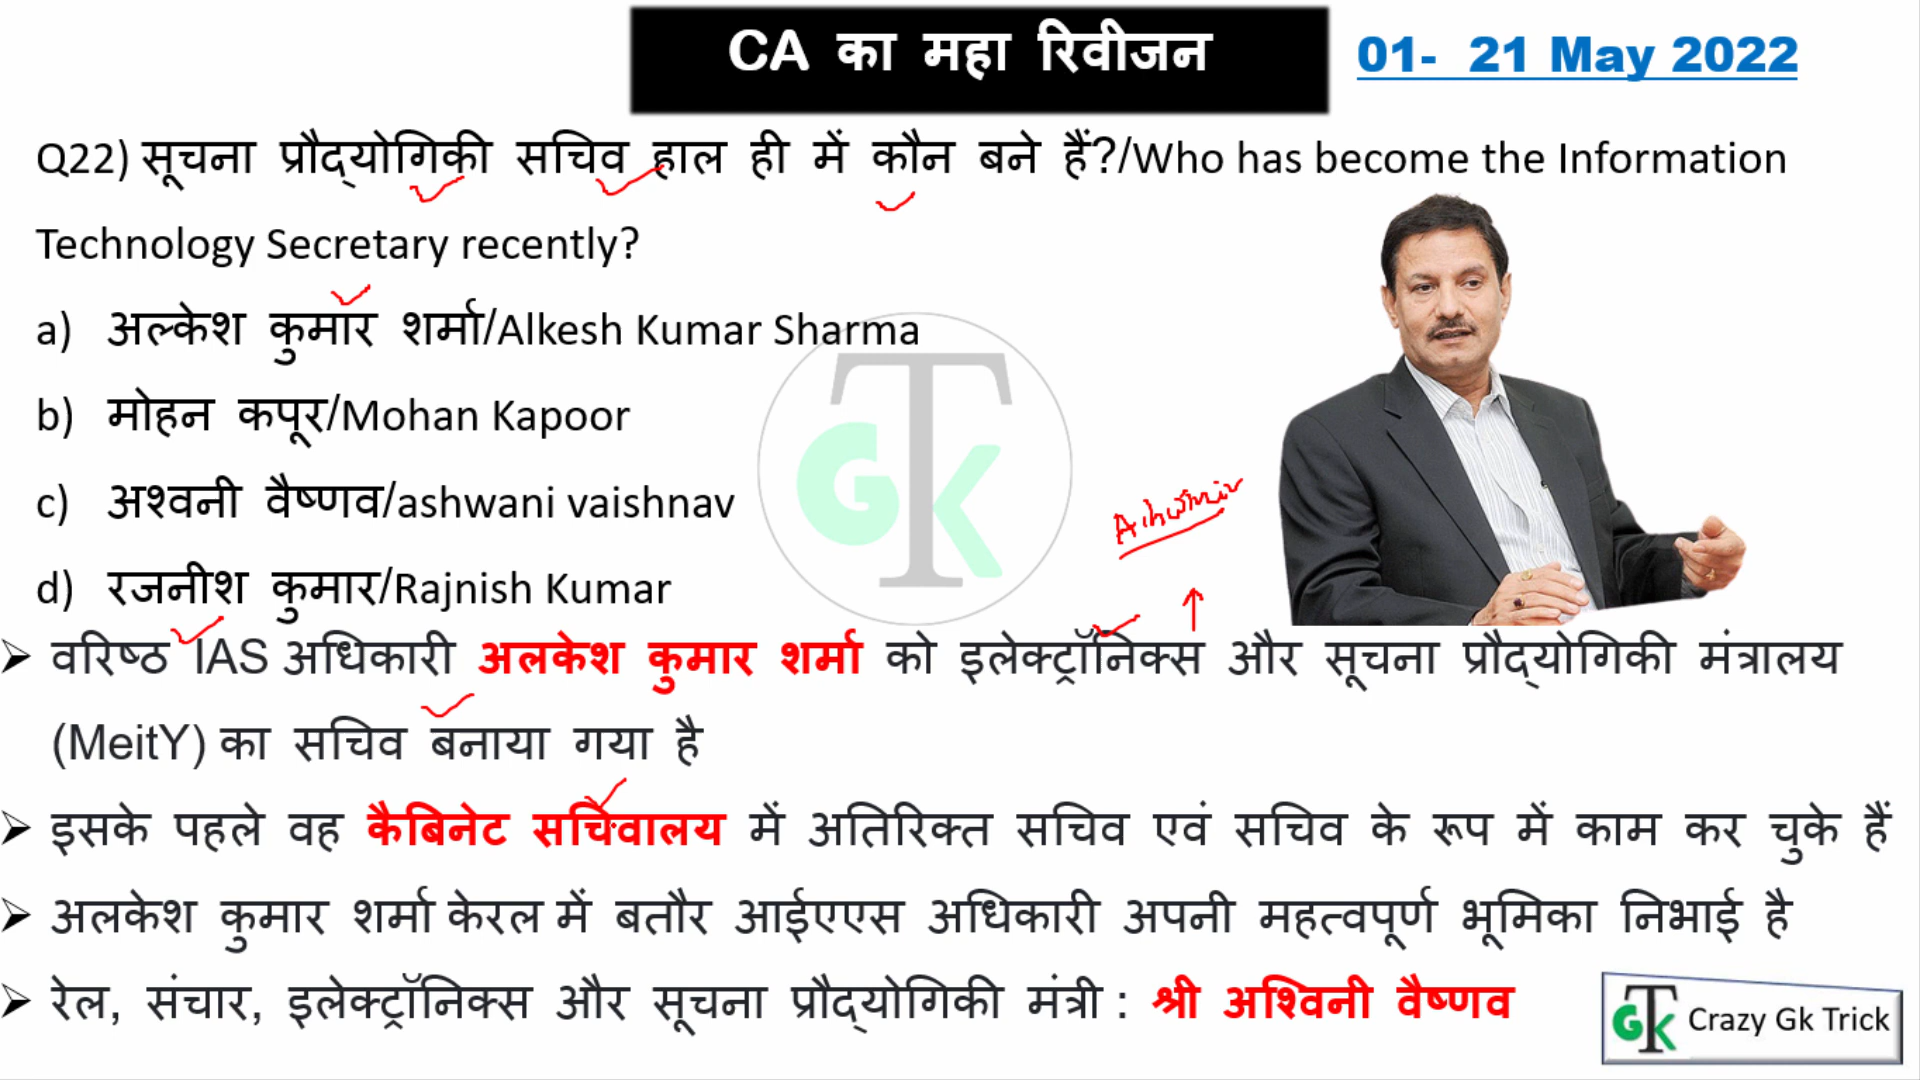 CA का महा रिवीजन
01- 21 May 2022
Q22) सूचना प्रौद्योगिकी सचिव हाल ही में कौन बने हैं?/Who has become the Information
Technology Secretary recently?
a) अल्केश कुमार शर्मा/Alkesh Kumar Sharma
b) मोहन कपूर/Mohan Kapoor
c) अश्वनी वैष्णव/ashwani vaishnav
d) रजनीश कुमार/Rajnish Kumar
GTK
➢ वरिष्ठ IAS अधिकारी अलकेश कुमार शर्मा को इलेक्ट्रॉनिक्स और सूचना प्रौद्योगिकी मंत्रालय
(MeitY) का सचिव बनाया गया है
➢ इसके पहले वह कैबिनेट सचिवालय में अतिरिक्त सचिव एवं सचिव के रूप में काम कर चुके हैं
➢ अलकेश कुमार शर्मा केरल में बतौर आईएएस अधिकारी अपनी महत्वपूर्ण भूमिका निभाई है
➢ रेल, संचार, इलेक्ट्रॉनिक्स और सूचना प्रौद्योगिकी मंत्री : श्री अश्विनी वैष्णव
GTK Crazy Gk Trick